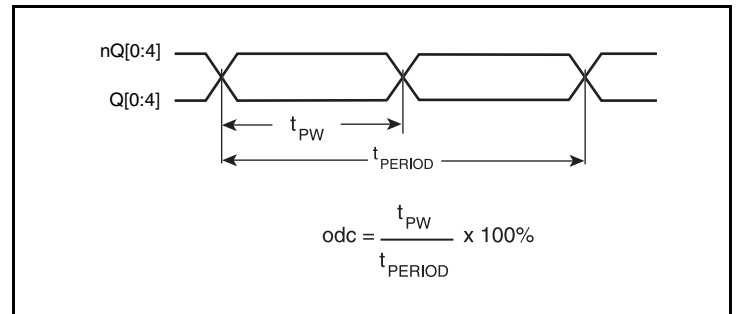 nQ[0:4]
Q[0:4]
tPW
tPERIOD
odc = tPW / tPERIOD x 100%